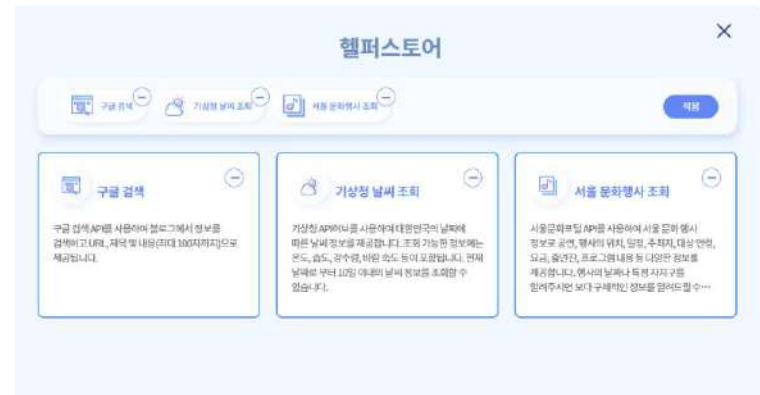 헬퍼스토어
구글 검색
기상청 날씨 조회
서울 문화행사 조회
적용
구글 검색
기상청 날씨 조회
서울 문화행사 조회
구글 검색 API를 사용하여 블로그에서 정보를
검색하고 URL, 제목 및 내용(최대 100자까지)으로
제공됩니다.
기상청 API허브를 사용하여 대한민국의 날짜에
따른 날씨 정보를 제공합니다. 조회 가능한 정보에는
온도, 습도, 강수량, 바람 속도 등이 포함됩니다. 현재
날짜로 부터 10일 이내의 날씨 정보를 조회할 수
있습니다.
서울문화포털 API를 사용하여 서울 문화 행사
정보로 공연, 행사의 위치, 일정, 주최자, 대상 연령,
요금, 출연진, 프로그램 내용 등 다양한 정보를
제공합니다. 행사의 날짜나 특정 자치구를
알려주시면 보다 구체적인 정보를 알려드릴 수…